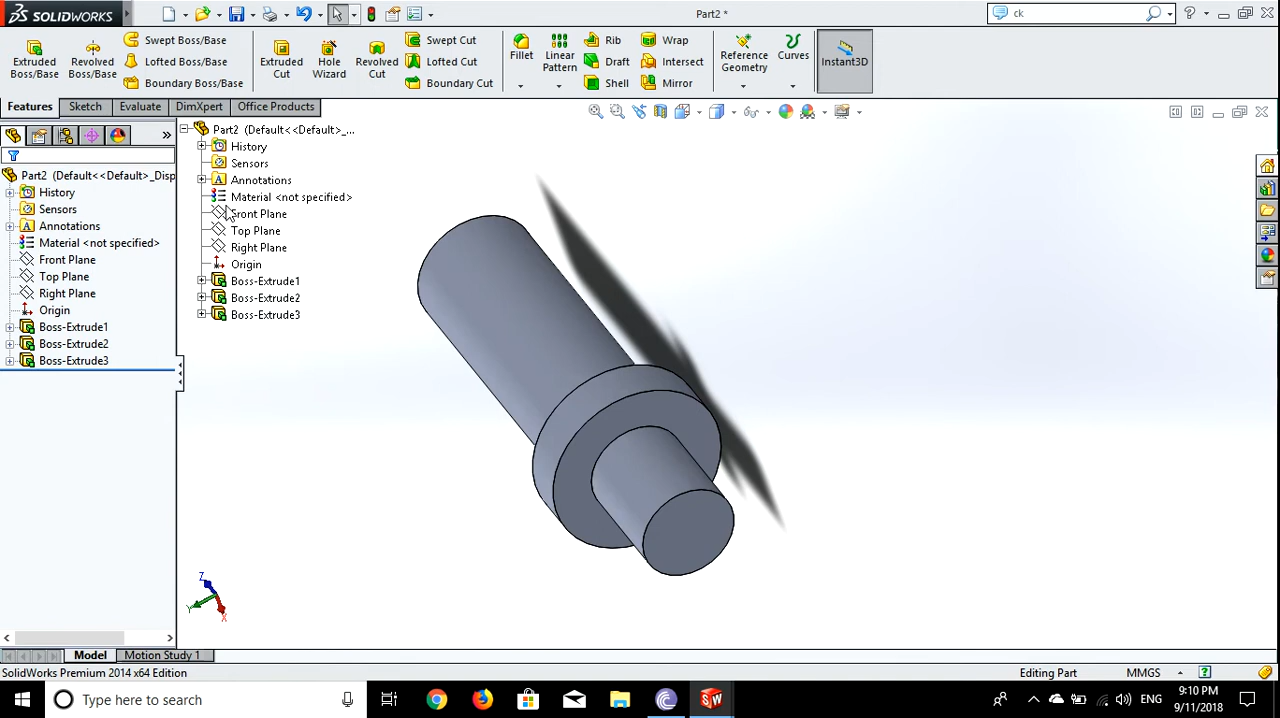 SOLIDWORKS
Part2 *
ck
Extruded Boss/Base
Revolved Boss/Base
Swept Boss/Base
Lofted Boss/Base
Boundary Boss/Base
Extruded Cut
Hole Wizard
Revolved Cut
Swept Cut
Lofted Cut
Boundary Cut
Fillet
Linear Pattern
Rib
Draft
Shell
Wrap
Intersect
Mirror
Reference Geometry
Curves
Instant3D
Features Sketch Evaluate DimXpert Office Products
Part2 (Default<<Default>_...
History
Sensors
Annotations
Material <not specified>
Front Plane
Top Plane
Right Plane
Origin
Boss-Extrude1
Boss-Extrude2
Boss-Extrude3
Part2 (Default<<Default>_Disp
History
Sensors
Annotations
Material <not specified>
Front Plane
Top Plane
Right Plane
Origin
Boss-Extrude1
Boss-Extrude2
Boss-Extrude3
Z
Y
X
Model Motion Study 1
SolidWorks Premium 2014 x64 Edition
Editing Part
MMGS
Type here to search
ENG
9:10 PM
9/11/2018